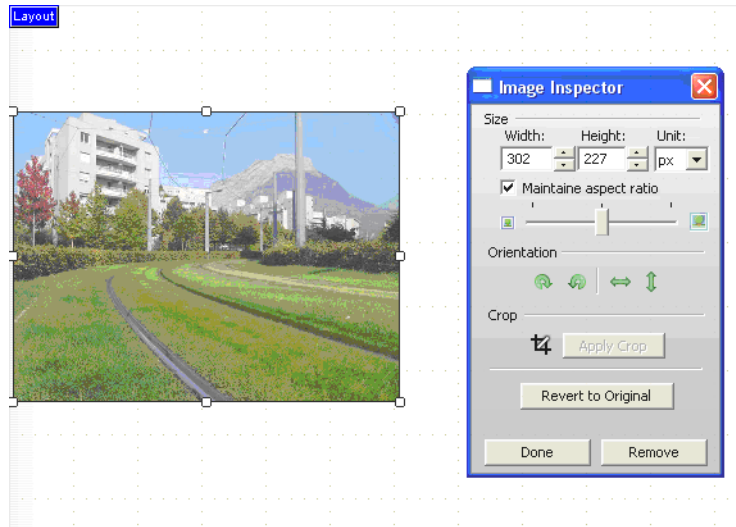 Layout
Image Inspector
Size
Width: Height: Unit:
302 227 px
Maintaine aspect ratio
Orientation
Crop
Apply Crop
Revert to Original
Done Remove